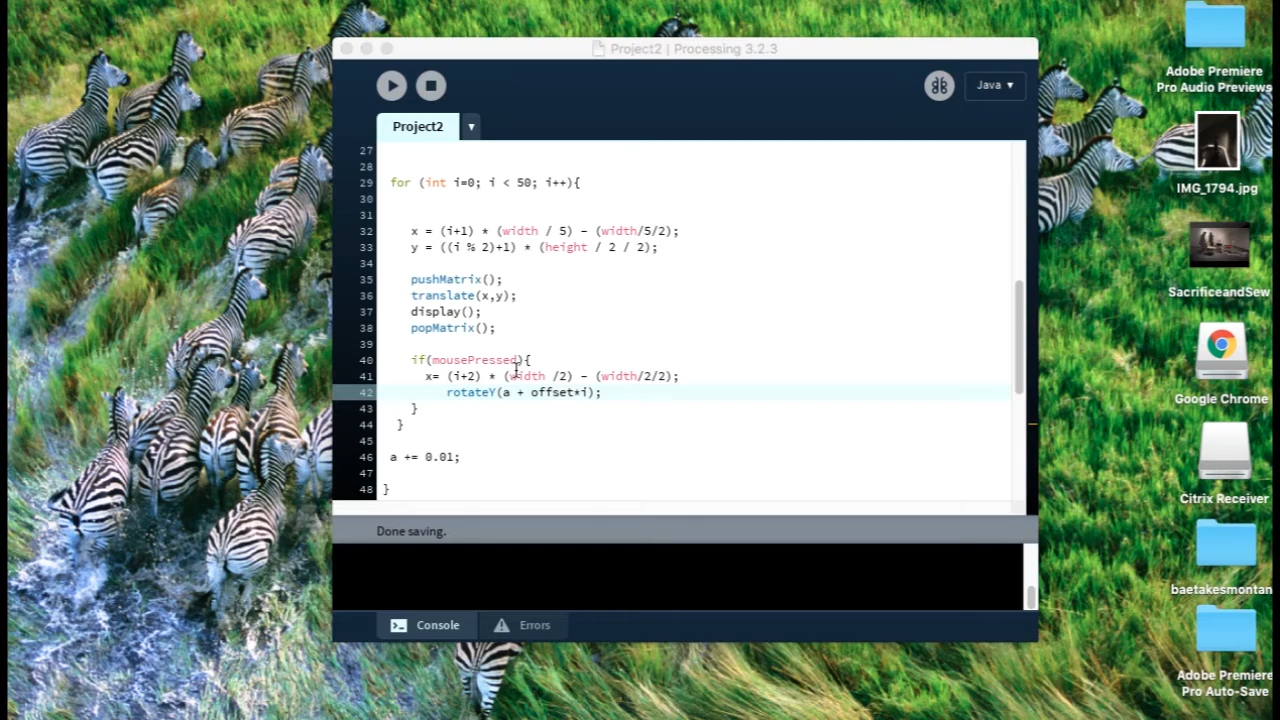 Project2 | Processing 3.2.3
Java ▾
Project2 ▾
27
28
29 for (int i=0; i < 50; i++){
30
31
32 x = (i+1) * (width / 5) - (width/5/2);
33 y = ((i % 2)+1) * (height / 2 / 2);
34
35 pushMatrix();
36 translate(x,y);
37 display();
38 popMatrix();
39
40 if(mousePressed){
41 x= (i+2) * (width /2) - (width/2/2);
42 rotateY(a + offset*i);
43 }
44 }
45
46 a += 0.01;
47
48 }
Done saving.
Console Errors
Adobe Premiere
Pro Audio Previews
IMG_1794.jpg
SacrificeandSew
Google Chrome
Citrix Receiver
baetakesmontan
Adobe Premiere
Pro Auto-Save